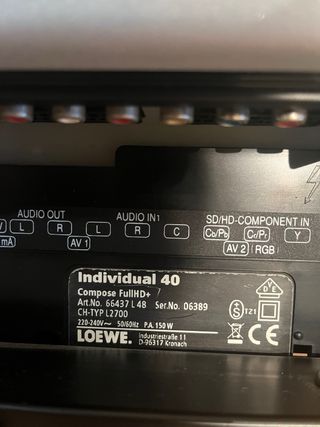 AUDIO OUT
AUDIO IN1
SD/HD-COMPONENT IN
L
R
L
R
C
Cb/Pb
Cr/Pr
Y
mA
AV 1
AV 2
RGB
Individual 40
Compose FullHD+
Art.No. 66437 L 48 Ser.No. 06389
CH-TYP L2700
220-240V~ 50/60Hz P.A. 150 W
LOEWE.
Industriestraße 11
D-96317 Kronach
S
T21
D V E
CE